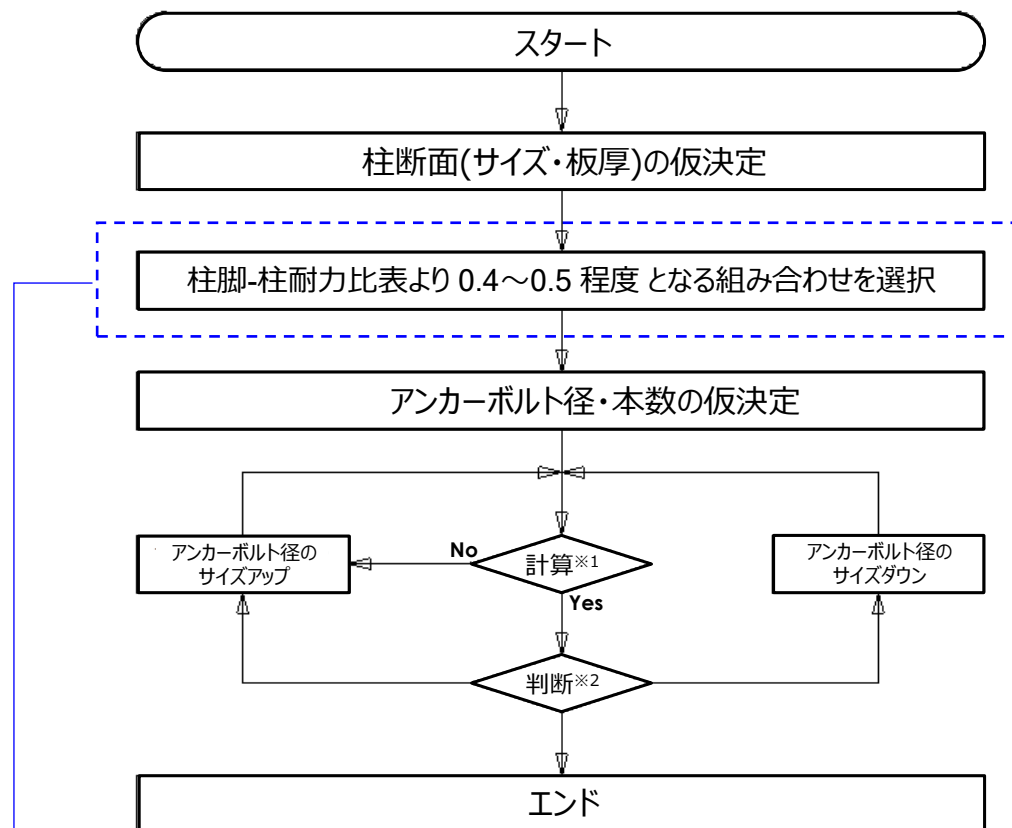 スタート
柱断面(サイズ・板厚)の仮決定
柱脚-柱耐力比表より 0.4～0.5 程度 となる組み合わせを選択
アンカーボルト径・本数の仮決定
アンカーボルト径の
サイズアップ
No
計算※1
Yes
アンカーボルト径の
サイズダウン
判断※2
エンド